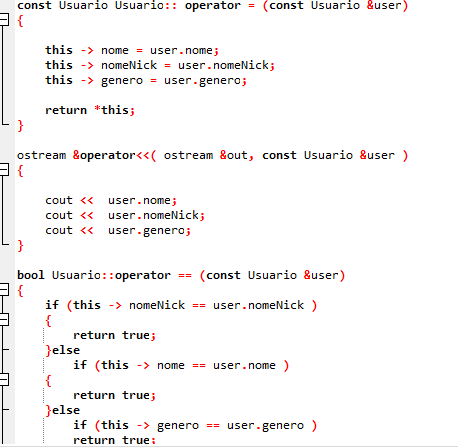 const Usuario Usuario:: operator = (const Usuario &user)
{
this -> nome = user.nome;
this -> nomeNick = user.nomeNick;
this -> genero = user.genero;
return *this;
}
ostream &operator<<( ostream &out, const Usuario &user )
{
cout << user.nome;
cout << user.nomeNick;
cout << user.genero;
}
bool Usuario::operator == (const Usuario &user)
{
if (this -> nomeNick == user.nomeNick )
{
return true;
}else
if (this -> nome == user.nome )
{
return true;
}else
if (this -> genero == user.genero )
return true;